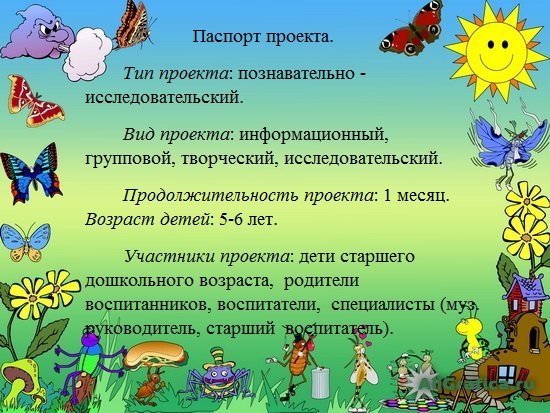 Паспорт проекта.
Тип проекта: познавательно -
исследовательский.
Вид проекта: информационный,
групповой, творческий, исследовательский.
Продолжительность проекта: 1 месяц.
Возраст детей: 5-6 лет.
Участники проекта: дети старшего
дошкольного возраста, родители
воспитанников, воспитатели, специалисты (муз.
руководитель, старший воспитатель).